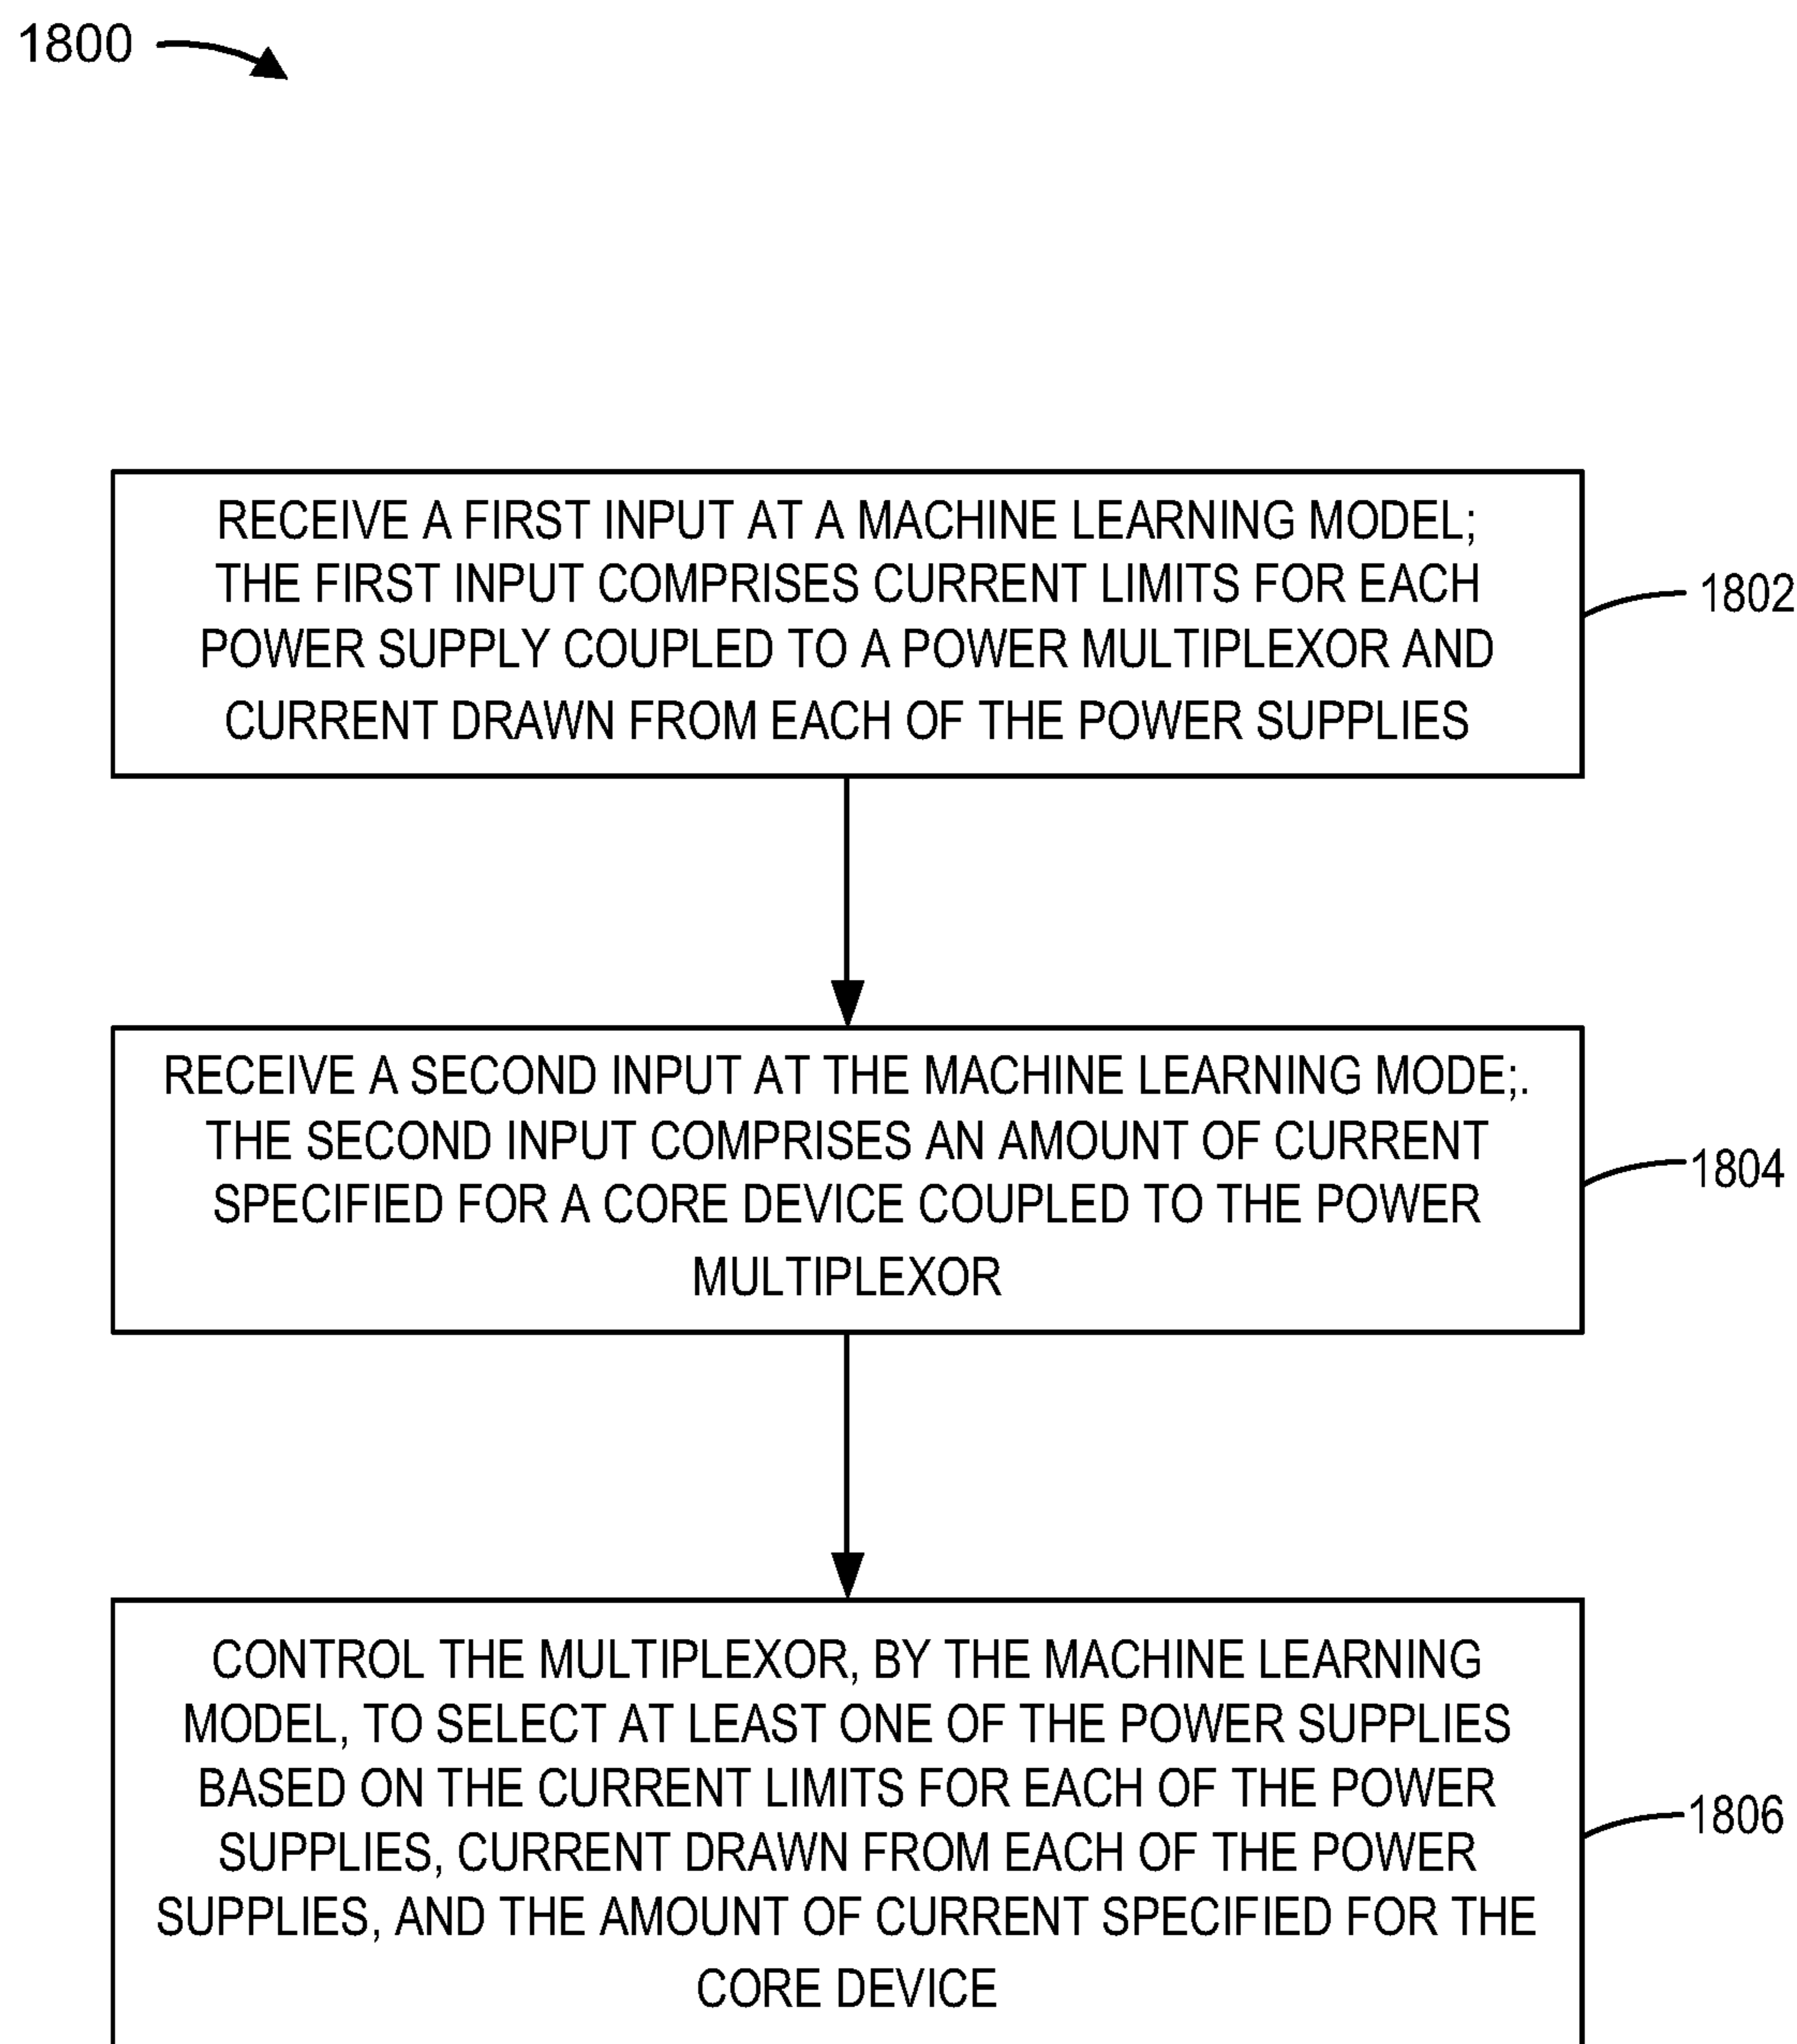 1800
RECEIVE A FIRST INPUT AT A MACHINE LEARNING MODEL;
THE FIRST INPUT COMPRISES CURRENT LIMITS FOR EACH
POWER SUPPLY COUPLED TO A POWER MULTIPLEXOR AND
CURRENT DRAWN FROM EACH OF THE POWER SUPPLIES
1802
RECEIVE A SECOND INPUT AT THE MACHINE LEARNING MODE;.
THE SECOND INPUT COMPRISES AN AMOUNT OF CURRENT
SPECIFIED FOR A CORE DEVICE COUPLED TO THE POWER
MULTIPLEXOR
1804
CONTROL THE MULTIPLEXOR, BY THE MACHINE LEARNING
MODEL, TO SELECT AT LEAST ONE OF THE POWER SUPPLIES
BASED ON THE CURRENT LIMITS FOR EACH OF THE POWER
SUPPLIES, CURRENT DRAWN FROM EACH OF THE POWER
SUPPLIES, AND THE AMOUNT OF CURRENT SPECIFIED FOR THE
CORE DEVICE
1806